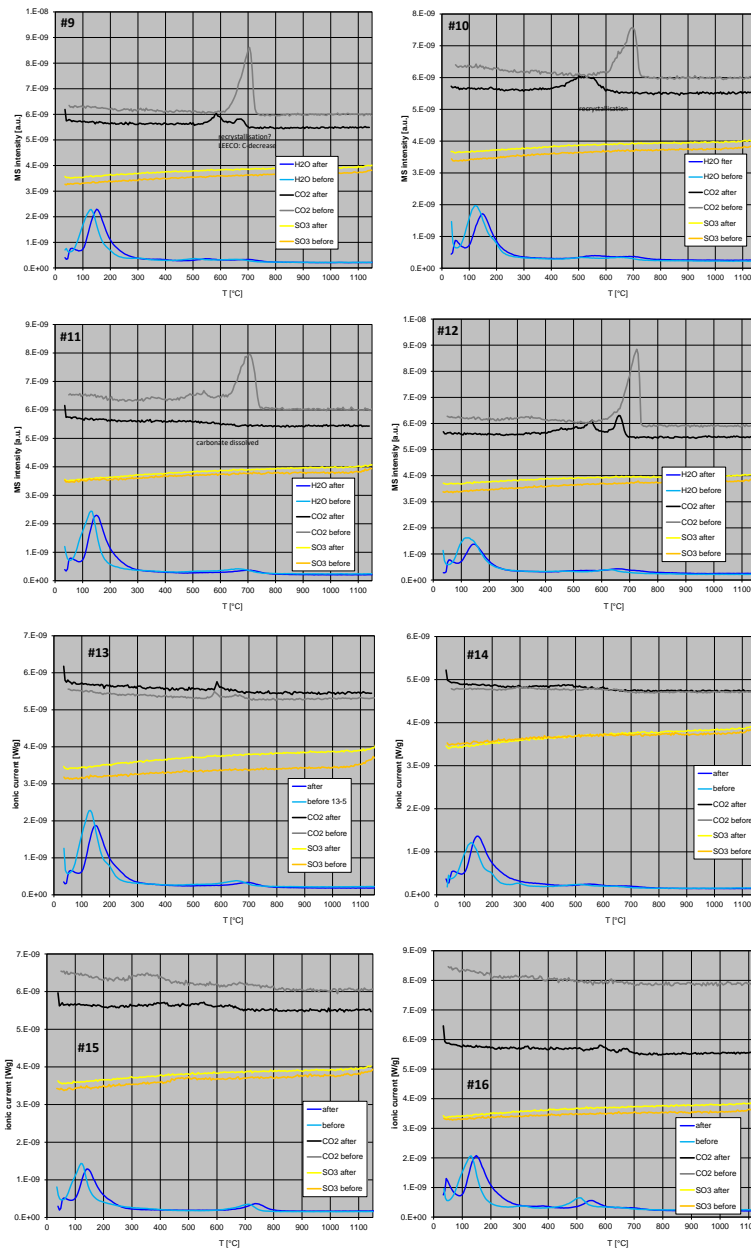 #9
MS intensity [a.u.]
1.E-08
9.E-09
8.E-09
7.E-09
6.E-09
5.E-09
4.E-09
3.E-09
2.E-09
1.E-09
0.E+00
recrystallisation?
LEECO: C-decrease
H2O after
H2O before
CO2 after
CO2 before
SO3 after
SO3 before
0 100 200 300 400 500 600 700 800 900 1000 1100
T [°C]
#10
MS intensity [a.u.]
8.E-09
7.E-09
6.E-09
5.E-09
4.E-09
3.E-09
2.E-09
1.E-09
0.E+00
recrystallisation
H2O fter
H2O before
CO2 after
CO2 before
SO3 after
SO3 before
0 100 200 300 400 500 600 700 800 900 1000 1100
T [°C]
#11
MS intensity [a.u.]
9.E-09
8.E-09
7.E-09
6.E-09
5.E-09
4.E-09
3.E-09
2.E-09
1.E-09
0.E+00
carbonate dissolved
H2O after
H2O before
CO2 after
CO2 before
SO3 after
SO3 before
0 100 200 300 400 500 600 700 800 900 1000 1100
T [°C]
#12
MS intensity [a.u.]
1.E-08
9.E-09
8.E-09
7.E-09
6.E-09
5.E-09
4.E-09
3.E-09
2.E-09
1.E-09
0.E+00
H2O after
H2O before
CO2 after
CO2 before
SO3 after
SO3 before
0 100 200 300 400 500 600 700 800 900 1000 1100
T [°C]
#13
ionic current [W/g]
7.E-09
6.E-09
5.E-09
4.E-09
3.E-09
2.E-09
1.E-09
0.E+00
after
before 13-5
CO2 after
CO2 before
SO3 after
SO3 before
0 100 200 300 400 500 600 700 800 900 1000 1100
T [°C]
#14
ionic current [W/g]
6.E-09
5.E-09
4.E-09
3.E-09
2.E-09
1.E-09
0.E+00
after
before
CO2 after
CO2 before
SO3 after
SO3 before
0 100 200 300 400 500 600 700 800 900 1000 1100
T [°C]
#15
ionic current [W/g]
7.E-09
6.E-09
5.E-09
4.E-09
3.E-09
2.E-09
1.E-09
0.E+00
after
before
CO2 after
CO2 before
SO3 after
SO3 before
0 100 200 300 400 500 600 700 800 900 1000 1100
T [°C]
#16
ionic current [W/g]
9.E-09
8.E-09
7.E-09
6.E-09
5.E-09
4.E-09
3.E-09
2.E-09
1.E-09
0.E+00
after
before
CO2 after
CO2 before
SO3 after
SO3 before
0 100 200 300 400 500 600 700 800 900 1000 1100
T [°C]